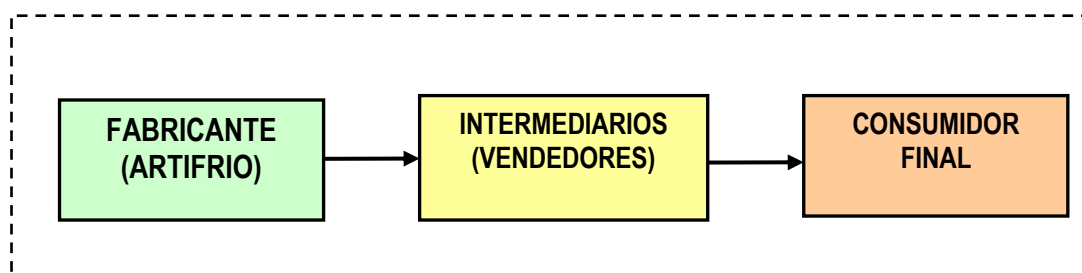 FABRICANTE
(ARTIFRIO)
INTERMEDIARIOS
(VENDEDORES)
CONSUMIDOR
FINAL